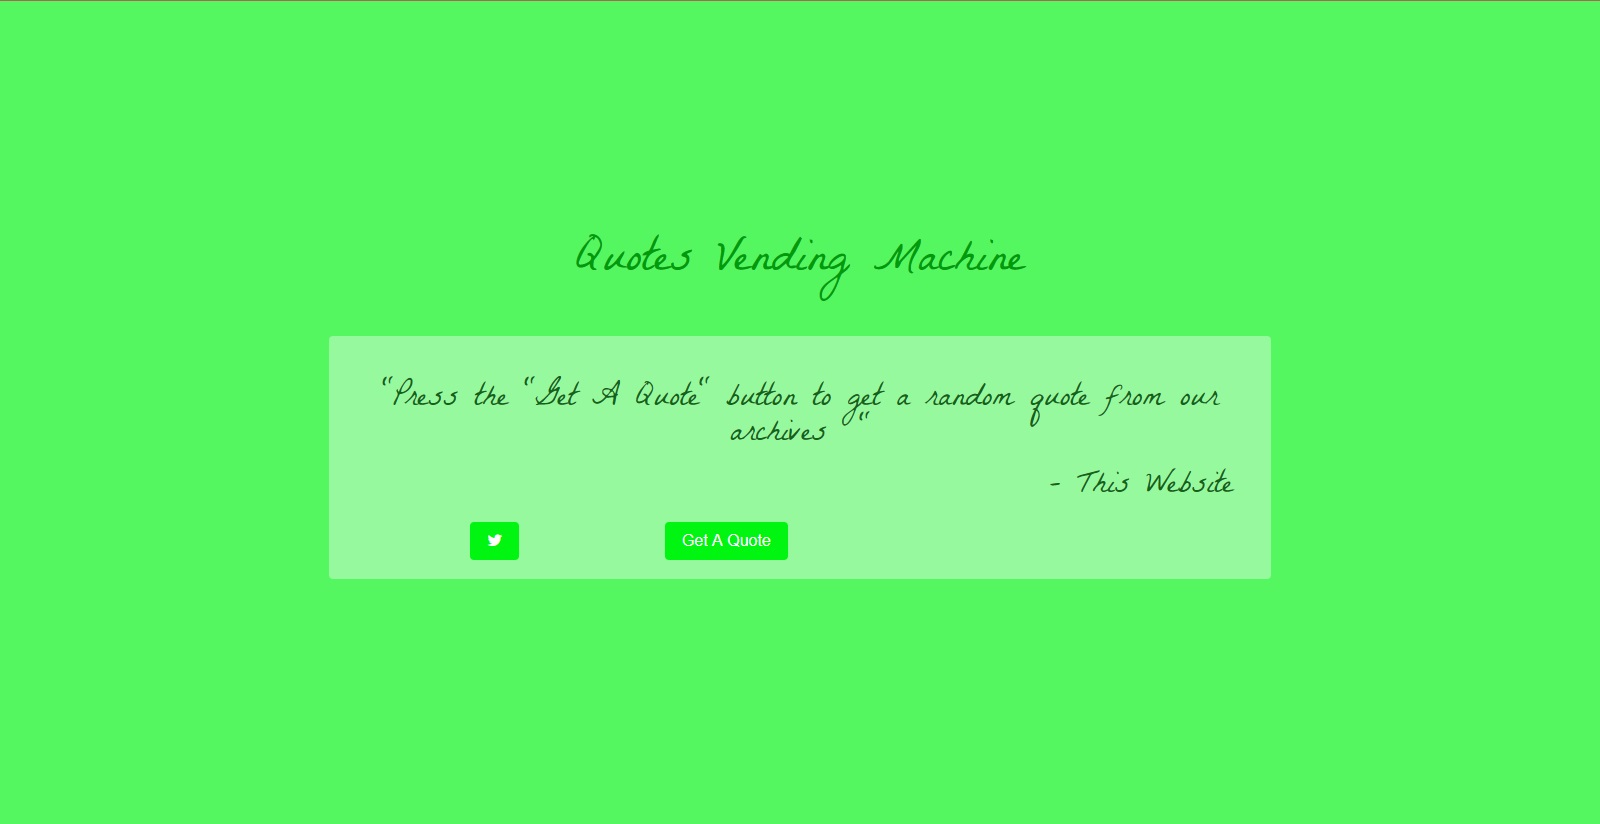 Quotes Vending Machine
"Press the "Get A Quote" button to get a random quote from our
archives "
- This Website
Get A Quote